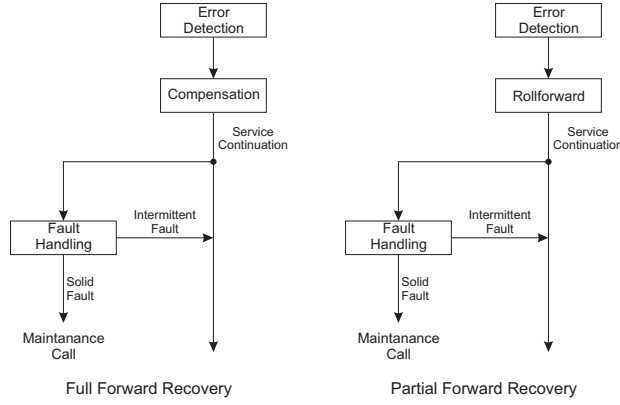 Error
Detection
Compensation
Service
Continuation
Intermittent
Fault
Fault
Handling
Solid
Fault
Maintanance
Call
Full Forward Recovery
Error
Detection
Rollforward
Service
Continuation
Intermittent
Fault
Fault
Handling
Solid
Fault
Maintanance
Call
Partial Forward Recovery